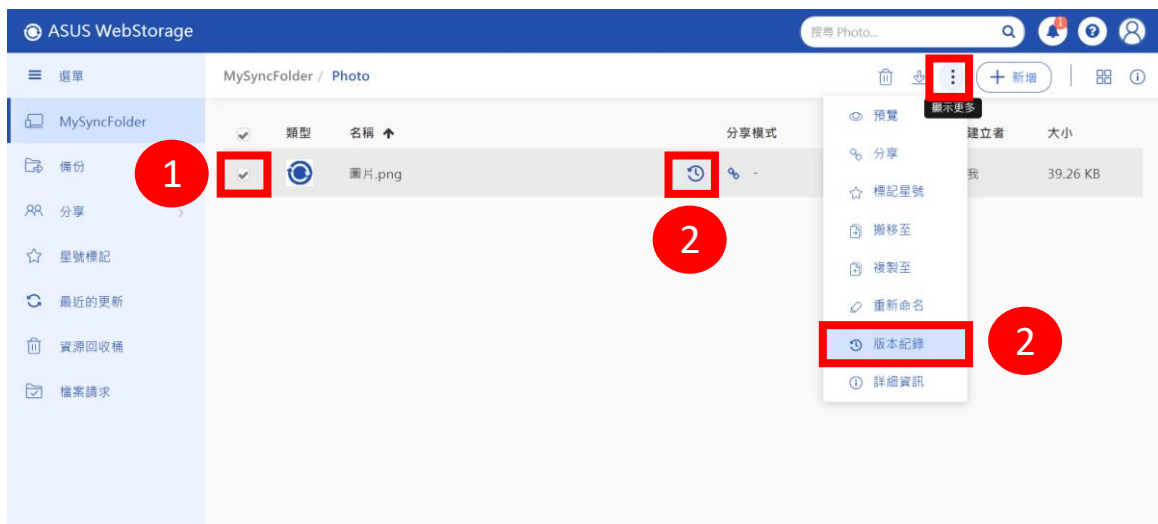 ASUS WebStorage
搜尋 Photo...
1
選單
MySyncFolder / Photo
新增
顯示更多
MySyncFolder
備份
分享
星號標記
最近的更新
資源回收桶
檔案請求
類型 名稱 分享模式 建立者 大小
1
圖片.png - 我 39.26 KB
2
預覽
分享
標記星號
搬移至
複製至
重新命名
版本紀錄
2
詳細資訊